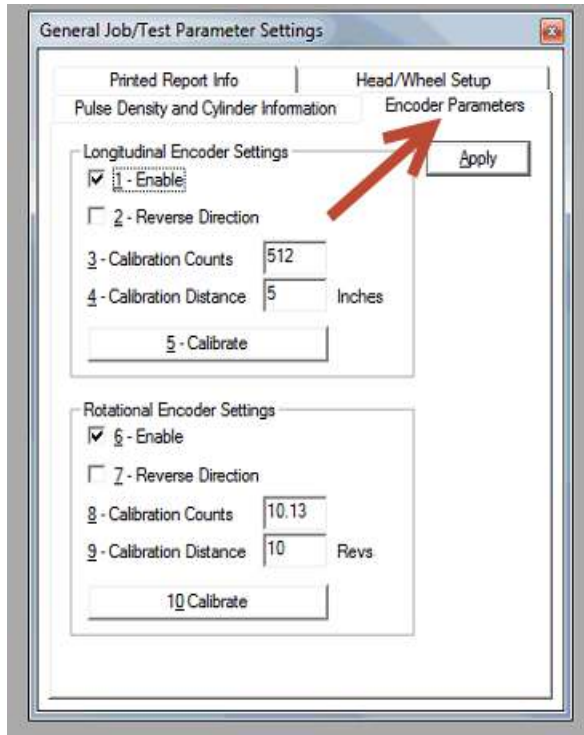 General Job/Test Parameter Settings
Printed Report Info
Head/Wheel Setup
Pulse Density and Cylinder Information
Encoder Parameters
Longitudinal Encoder Settings
Apply
1 - Enable
2 - Reverse Direction
3 - Calibration Counts 512
4 - Calibration Distance 5 Inches
5 - Calibrate
Rotational Encoder Settings
6 - Enable
7 - Reverse Direction
8 - Calibration Counts 10.13
9 - Calibration Distance 10 Revs
10 Calibrate